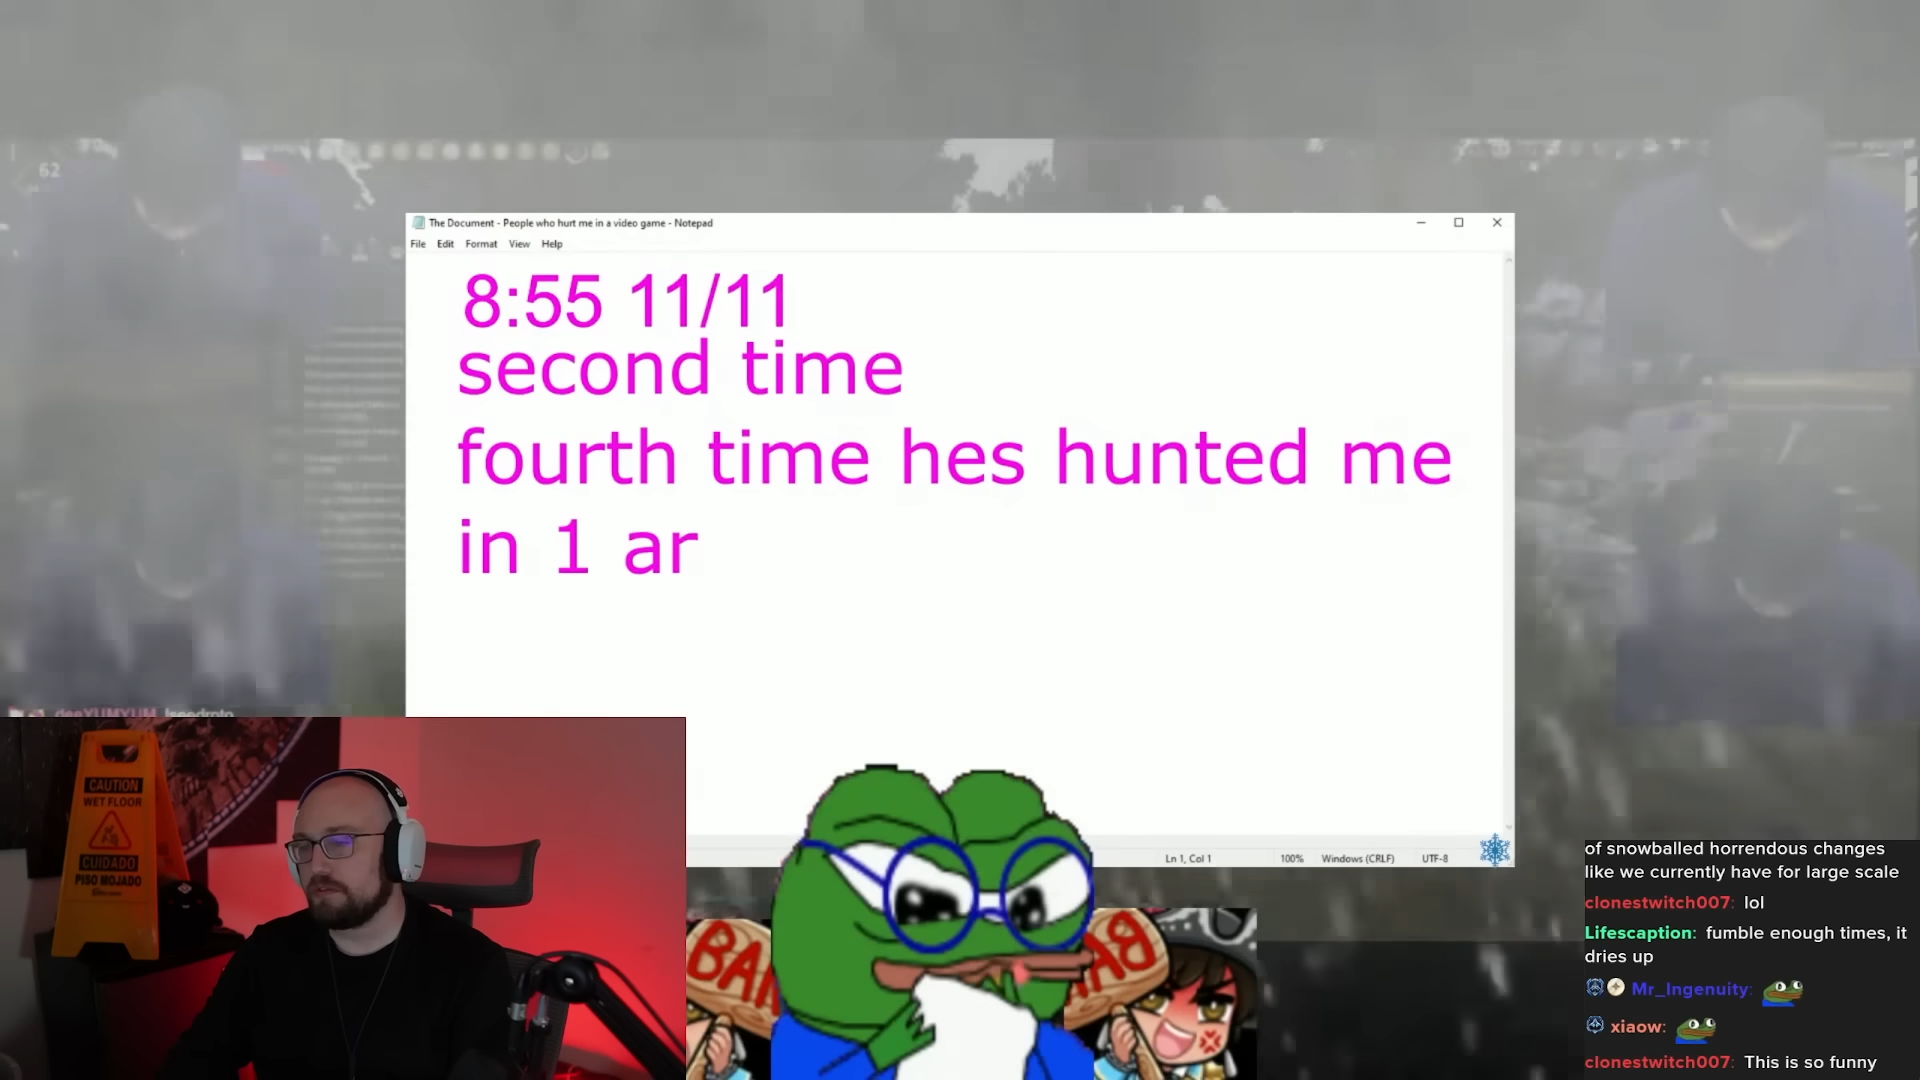 62
The Document - People who hurt me in a video game - Notepad
File Edit Format View Help
8:55 11/11
second time
fourth time hes hunted me
in 1 ar
Ln 1, Col 1 100% Windows (CRLF) UTF-8
deeYUMYUM
CAUTION
WET FLOOR
CUIDADO
PISO MOJADO
BAN
of snowballed horrendous changes
like we currently have for large scale
clonestwitch007: lol
Lifescaption: fumble enough times, it
dries up
Mr_Ingenuity:
xiaow:
clonestwitch007: This is so funny